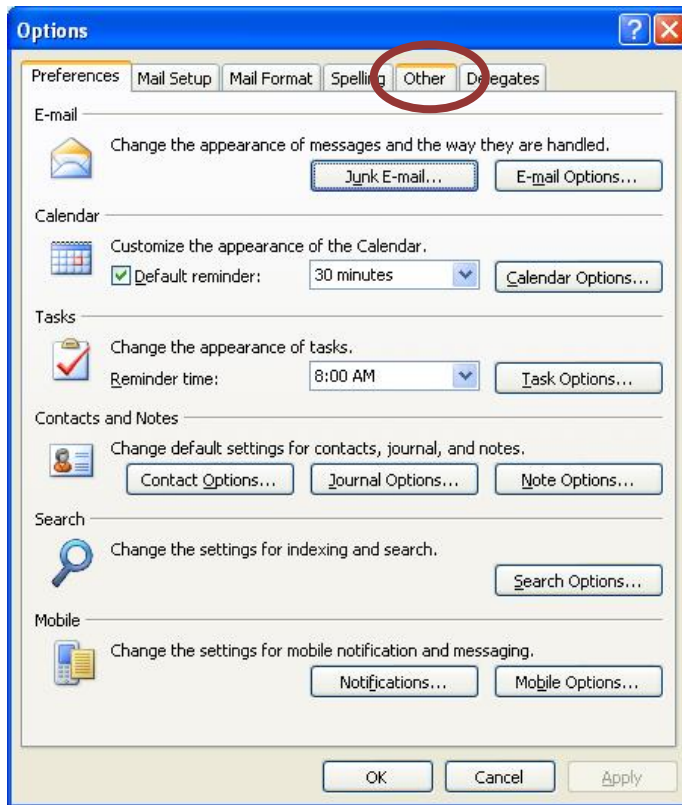 Options
Preferences Mail Setup Mail Format Spelling Other Delegates
E-mail
Change the appearance of messages and the way they are handled.
Junk E-mail... E-mail Options...
Calendar
Customize the appearance of the Calendar.
Default reminder: 30 minutes Calendar Options...
Tasks
Change the appearance of tasks.
Reminder time: 8:00 AM Task Options...
Contacts and Notes
Change default settings for contacts, journal, and notes.
Contact Options... Journal Options... Note Options...
Search
Change the settings for indexing and search.
Search Options...
Mobile
Change the settings for mobile notification and messaging.
Notifications... Mobile Options...
OK Cancel Apply